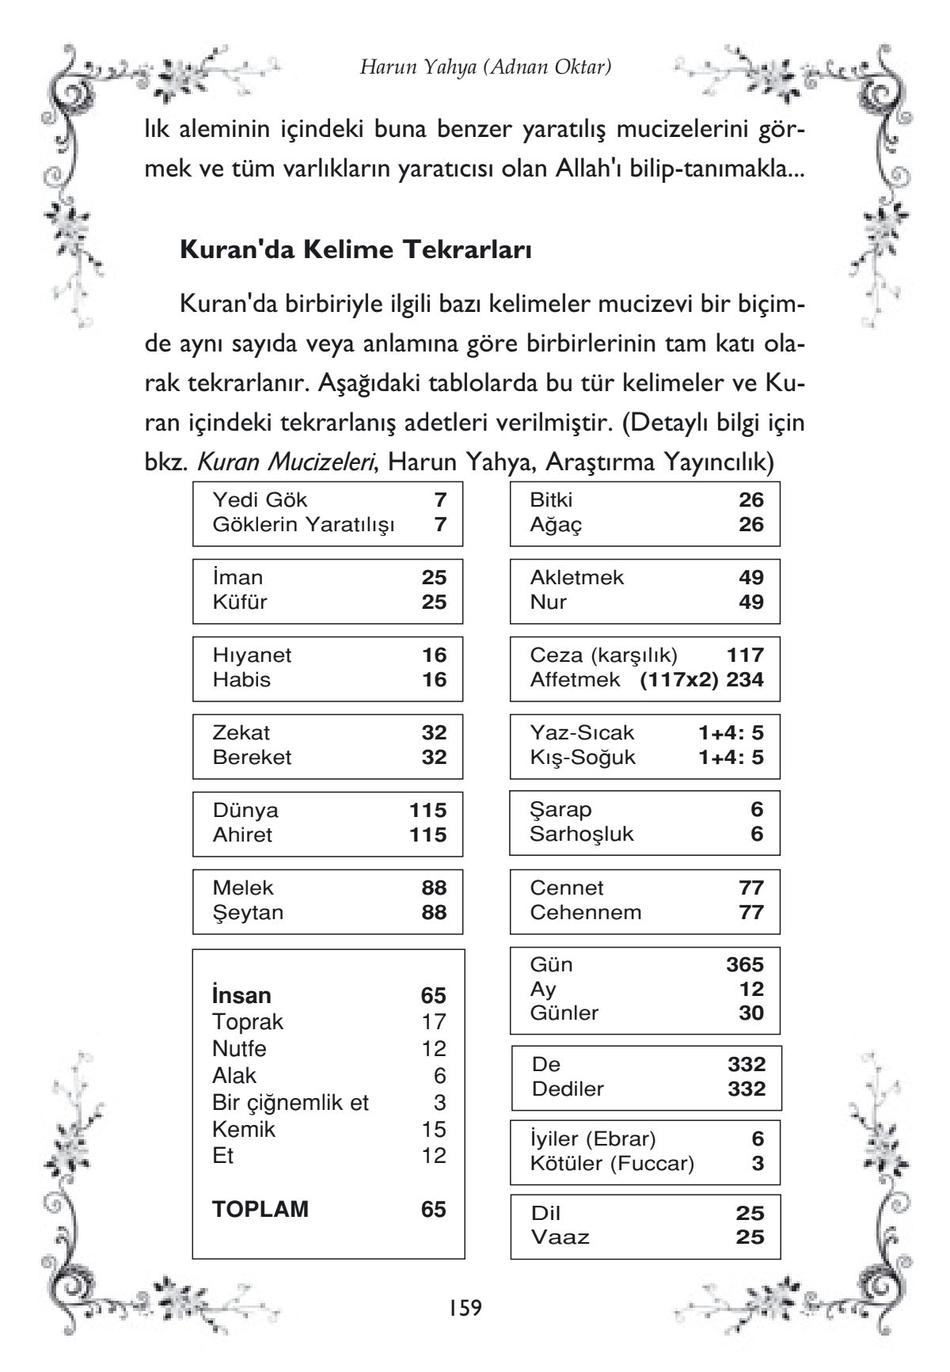 Harun Yahya (Adnan Oktar)
lık aleminin içindeki buna benzer yaratılış mucizelerini gör-
mek ve tüm varlıkların yaratıcısı olan Allah'ı bilip-tanımakla...
Kuran'da Kelime Tekrarları
Kuran'da birbiriyle ilgili bazı kelimeler mucizevi bir biçim-
de aynı sayıda veya anlamına göre birbirlerinin tam katı ola-
rak tekrarlanır. Aşağıdaki tablolarda bu tür kelimeler ve Ku-
ran içindeki tekrarlanış adetleri verilmiştir. (Detaylı bilgi için
bkz. Kuran Mucizeleri, Harun Yahya, Araştırma Yayıncılık)
Yedi Gök 7
Göklerin Yaratılışı 7
İman 25
Küfür 25
Hıyanet 16
Habis 16
Zekat 32
Bereket 32
Dünya 115
Ahiret 115
Melek 88
Şeytan 88
İnsan 65
Toprak 17
Nutfe 12
Alak 6
Bir çiğnemlik et 3
Kemik 15
Et 12
TOPLAM 65
Bitki 26
Ağaç 26
Akletmek 49
Nur 49
Ceza (karşılık) 117
Affetmek (117x2) 234
Yaz-Sıcak 1+4: 5
Kış-Soğuk 1+4: 5
Şarap 6
Sarhoşluk 6
Cennet 77
Cehennem 77
Gün 365
Ay 12
Günler 30
De 332
Dediler 332
İyiler (Ebrar) 6
Kötüler (Fuccar) 3
Dil 25
Vaaz 25
159